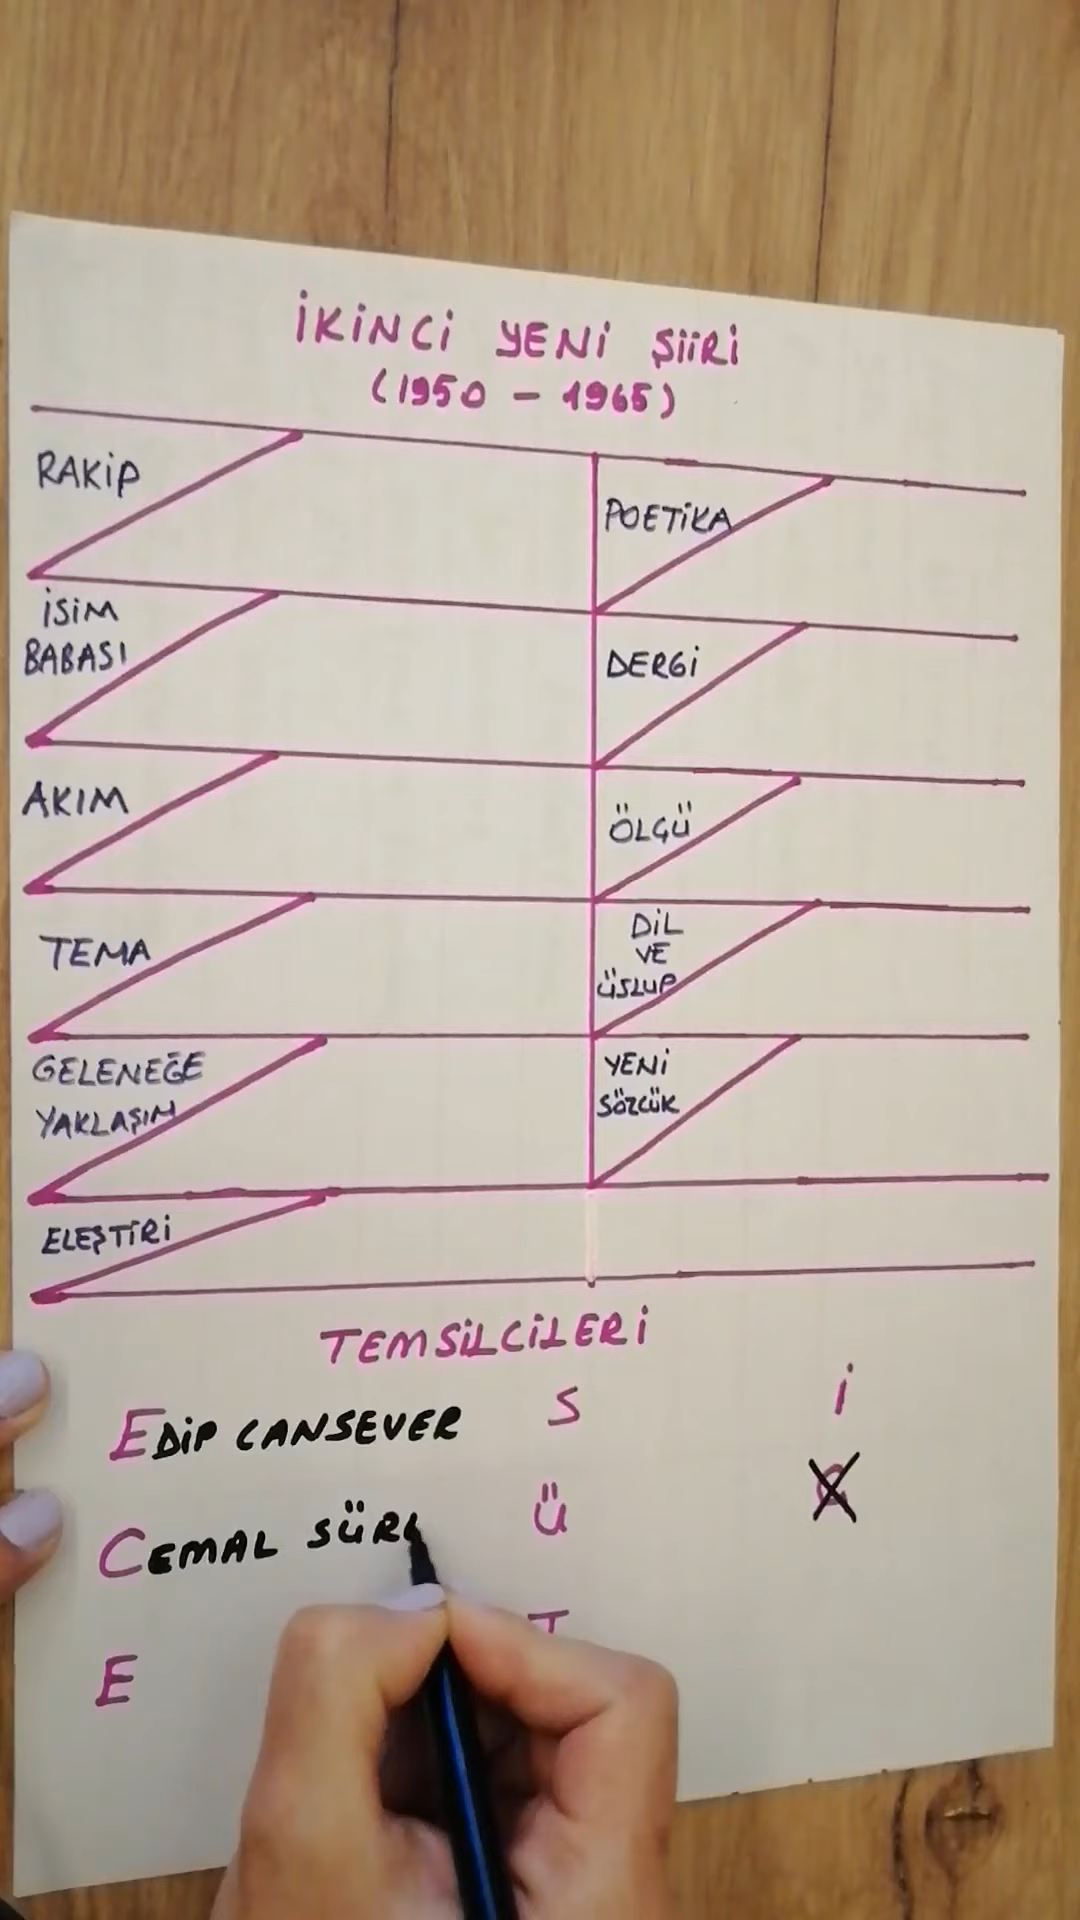 İKİNCİ YENİ ŞİİRİ
(1950 - 1965)
RAKİP
POETİKA
İSİM
BABASI
DERGİ
AKIM
ÖLÇÜ
TEMA
DİL
VE
ÜSLUP
GELENEĞE
YAKLAŞIM
YENİ
SÖZCÜK
ELEŞTİRİ
TEMSİLCİLERİ
EDİP CANSEVER
S
İ
CEMAL SÜR
Ü
E
T